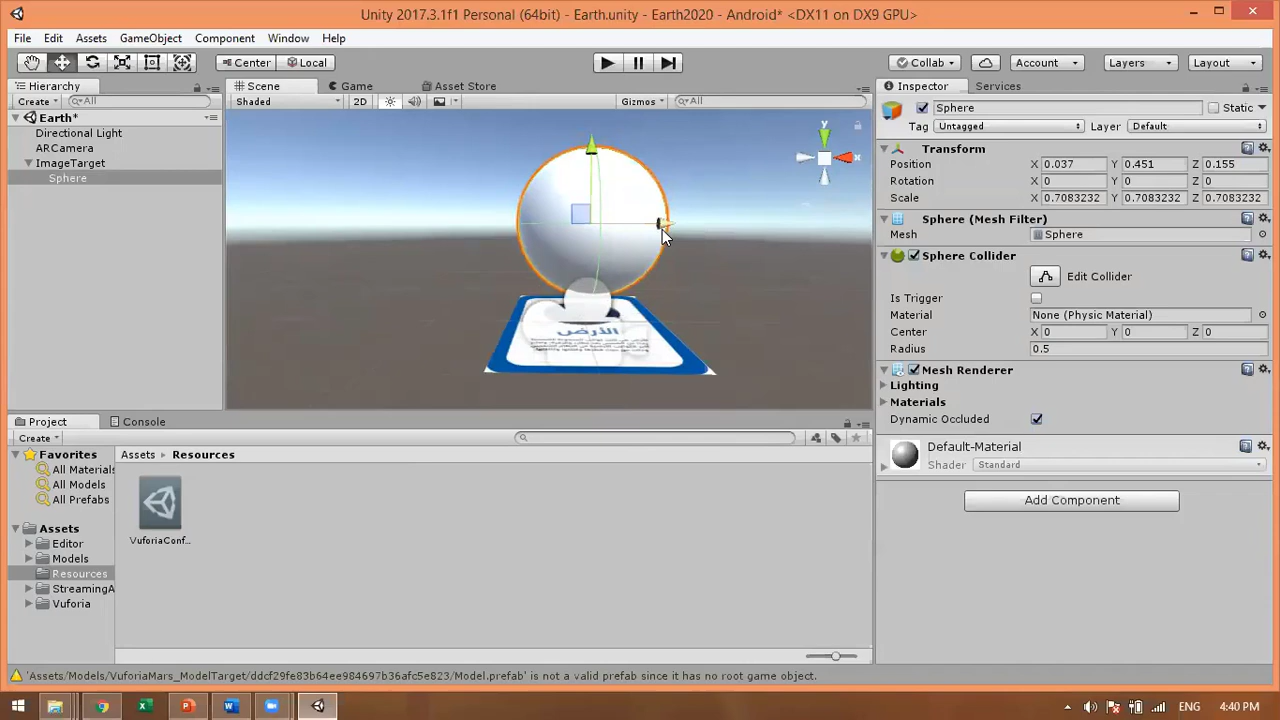 Unity 2017.3.1f1 Personal (64bit) - Earth.unity - Earth2020 - Android* <DX11 on DX9 GPU>
File Edit Assets GameObject Component Window Help
Center Local Collab Account Layers Layout
Hierarchy
Create All
Earth*
Directional Light
ARCamera
ImageTarget
Sphere
Scene Game Asset Store
Shaded 2D Gizmos All
y
x
الأرض
Inspector Services
Sphere Static
Tag Untagged Layer Default
Transform
Position X 0.037 Y 0.451 Z 0.155
Rotation X 0 Y 0 Z 0
Scale X 0.7083232 Y 0.7083232 Z 0.7083232
Sphere (Mesh Filter)
Mesh Sphere
Sphere Collider
Edit Collider
Is Trigger
Material None (Physic Material)
Center X 0 Y 0 Z 0
Radius 0.5
Mesh Renderer
Lighting
Materials
Dynamic Occluded
Default-Material
Shader Standard
Add Component
Project Console
Create
Favorites
All Materials
All Models
All Prefabs
Assets
Editor
Models
Resources
StreamingA
Vuforia
Assets Resources
VuforiaConf...
'Assets/Models/VuforiaMars_ModelTarget/ddcf29fe83b64ee984697b36afc5e823/Model.prefab' is not a valid prefab since it has no root game object.
ENG 4:40 PM